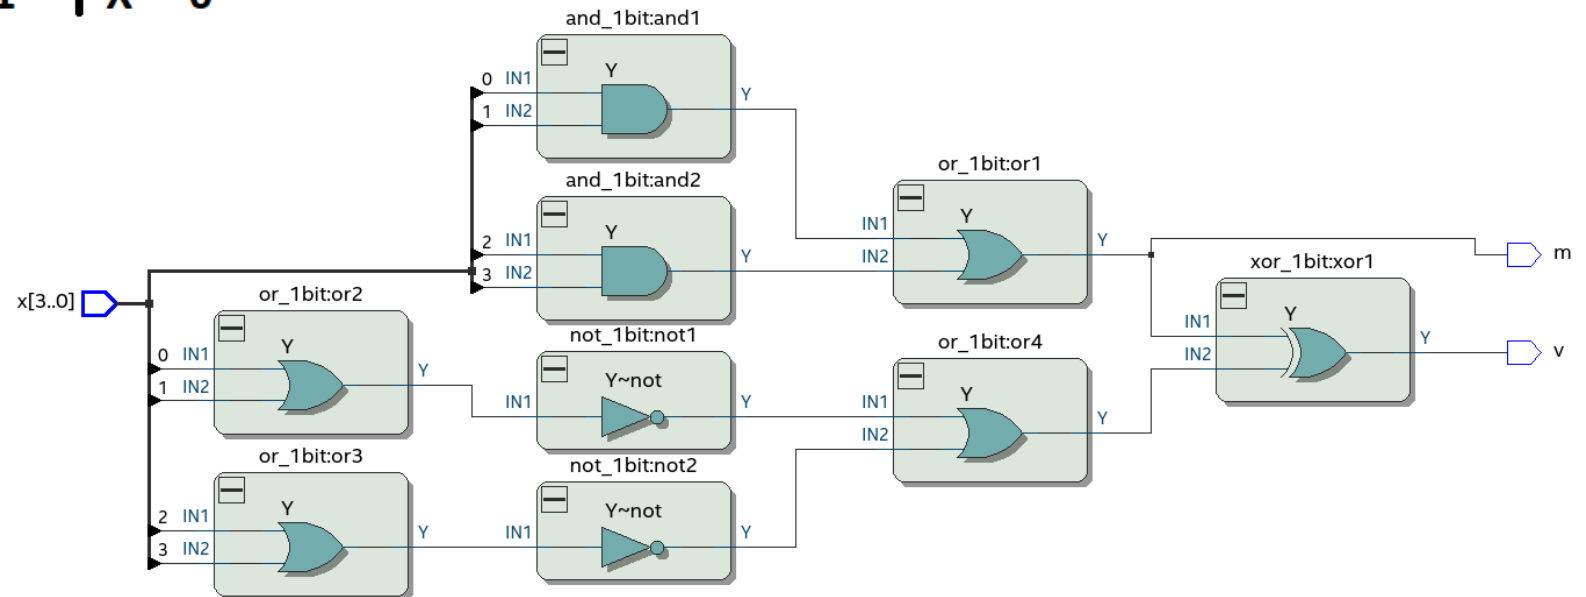 and_1bit:and1
Y
0 IN1
1 IN2
Y
and_1bit:and2
Y
2 IN1
3 IN2
Y
or_1bit:or1
Y
IN1
IN2
Y
m
xor_1bit:xor1
Y
IN1
IN2
Y
v
x[3..0]
or_1bit:or2
Y
0 IN1
1 IN2
Y
not_1bit:not1
Y~not
IN1
Y
or_1bit:or4
Y
IN1
IN2
Y
or_1bit:or3
Y
2 IN1
3 IN2
Y
not_1bit:not2
Y~not
IN1
Y